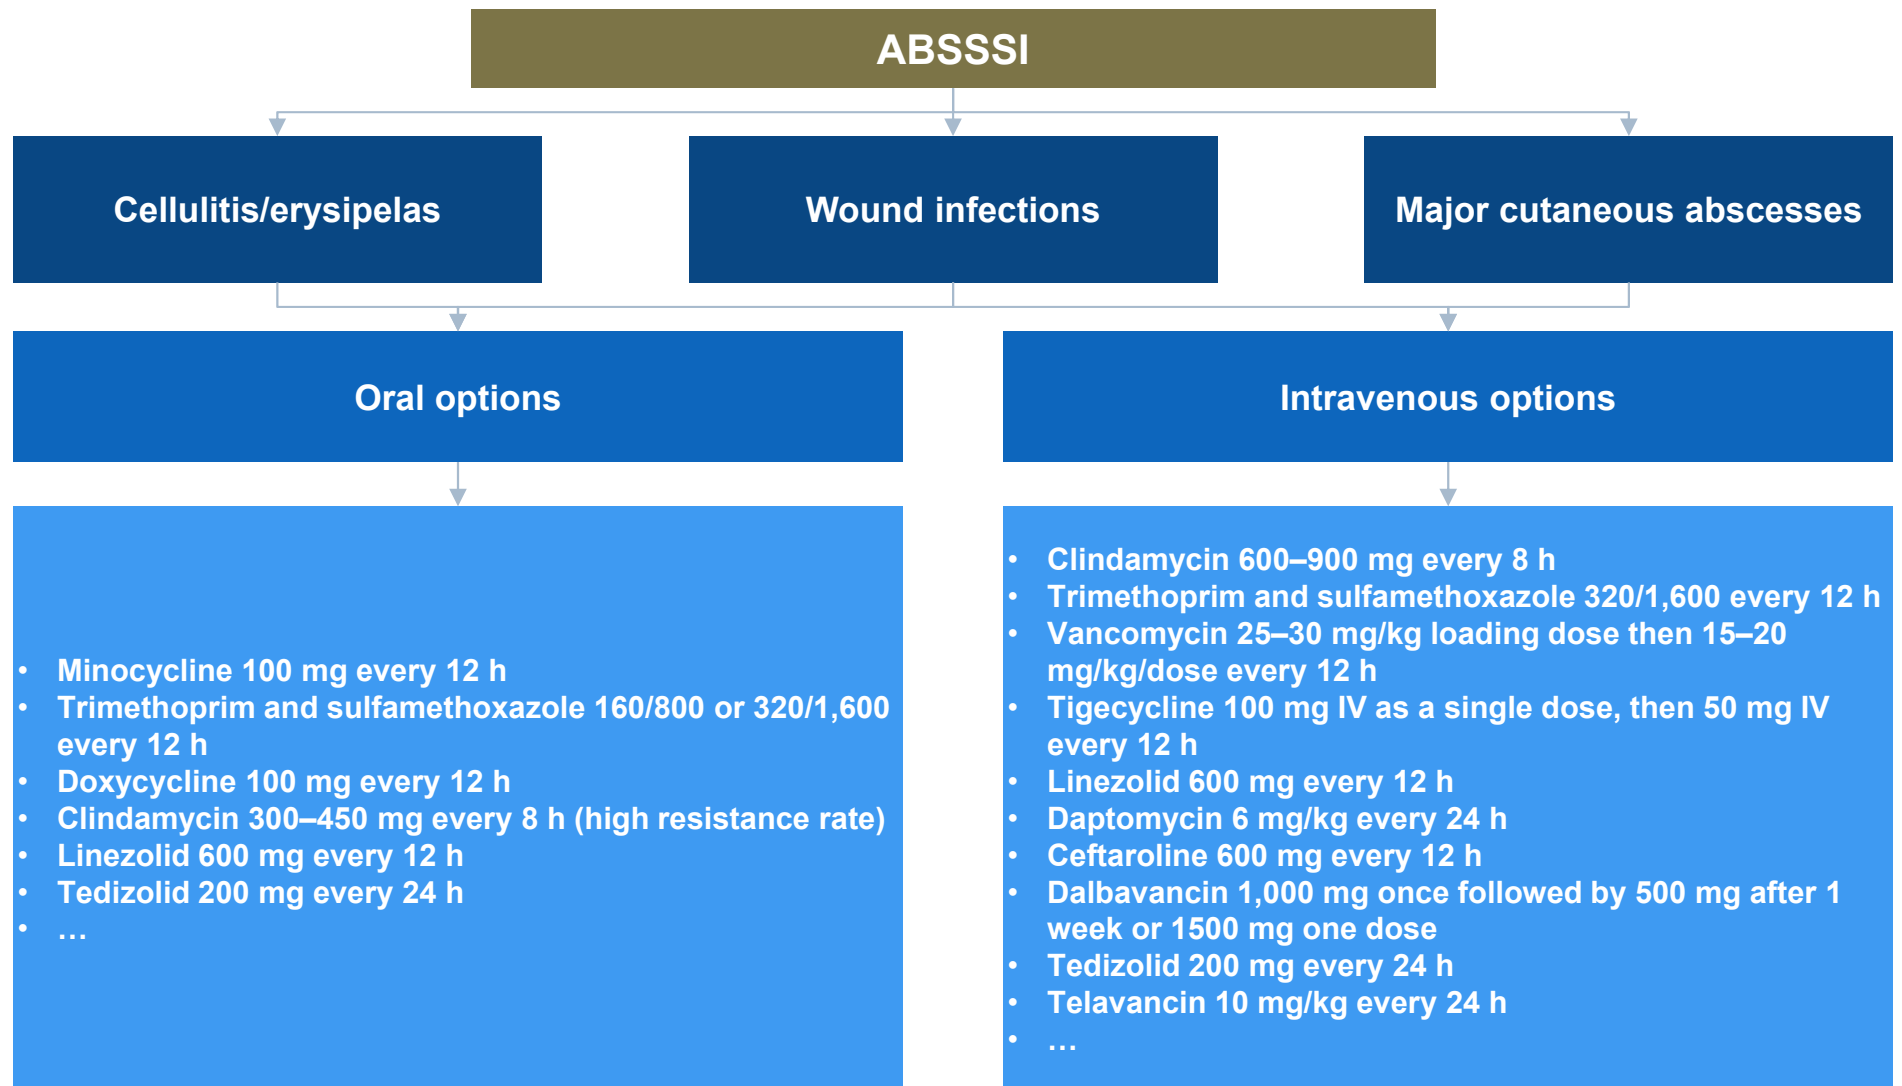 ABSSSI
Cellulitis/erysipelas
Wound infections
Major cutaneous abscesses
Oral options
Intravenous options
• Minocycline 100 mg every 12 h
• Trimethoprim and sulfamethoxazole 160/800 or 320/1,600
every 12 h
• Doxycycline 100 mg every 12 h
• Clindamycin 300–450 mg every 8 h (high resistance rate)
• Linezolid 600 mg every 12 h
• Tedizolid 200 mg every 24 h
• …
• Clindamycin 600–900 mg every 8 h
• Trimethoprim and sulfamethoxazole 320/1,600 every 12 h
• Vancomycin 25–30 mg/kg loading dose then 15–20
mg/kg/dose every 12 h
• Tigecycline 100 mg IV as a single dose, then 50 mg IV
every 12 h
• Linezolid 600 mg every 12 h
• Daptomycin 6 mg/kg every 24 h
• Ceftaroline 600 mg every 12 h
• Dalbavancin 1,000 mg once followed by 500 mg after 1
week or 1500 mg one dose
• Tedizolid 200 mg every 24 h
• Telavancin 10 mg/kg every 24 h
• …